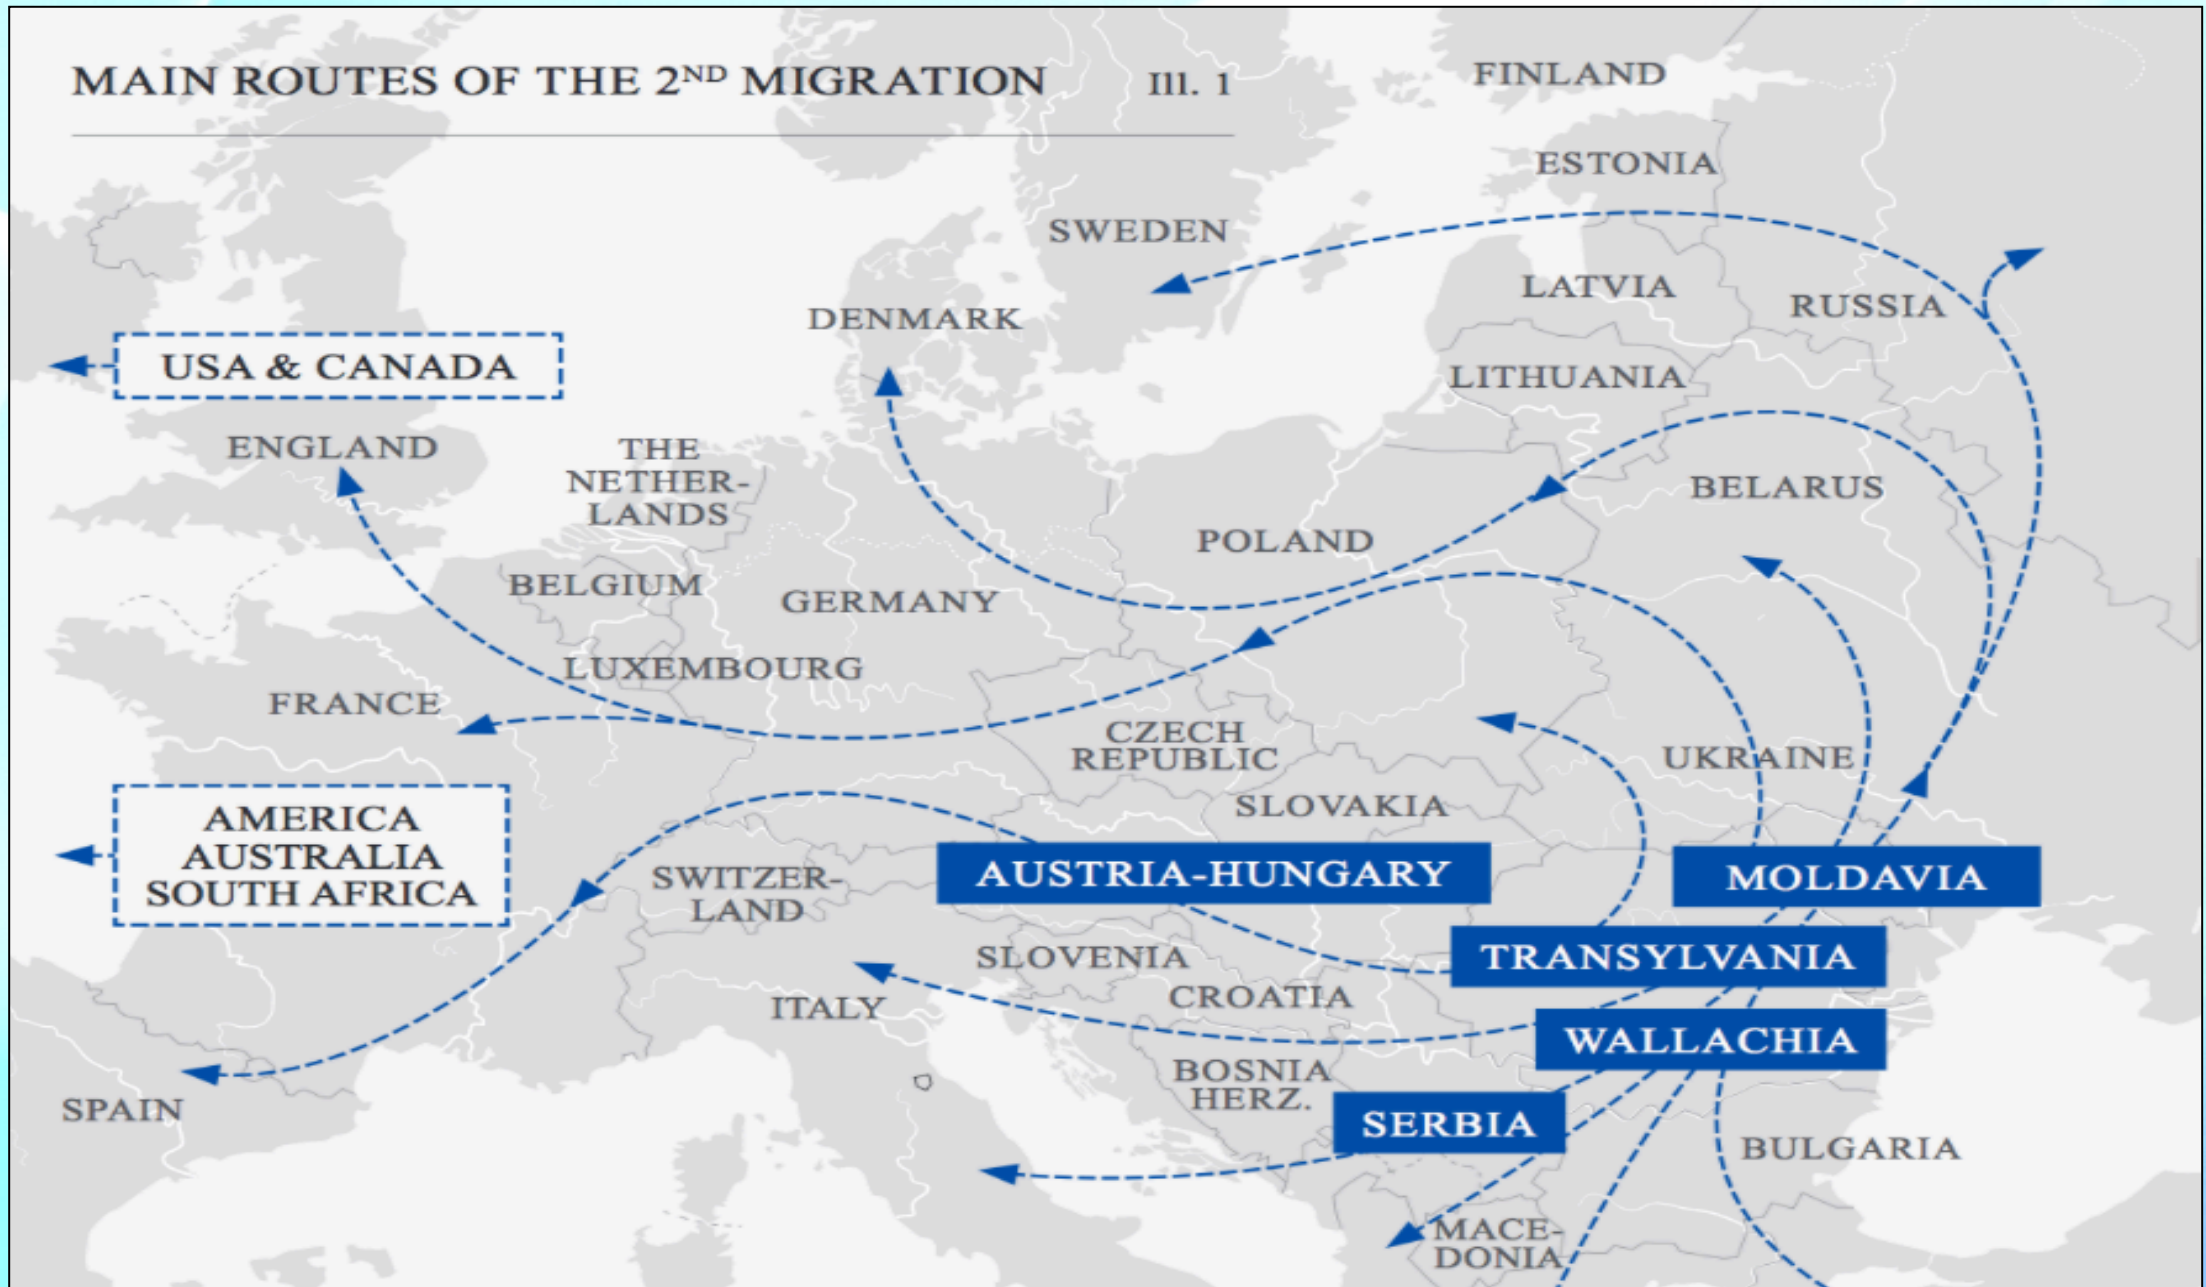 MAIN ROUTES OF THE 2ND MIGRATION Ill. 1
FINLAND
ESTONIA
SWEDEN
LATVIA
RUSSIA
DENMARK
USA & CANADA
LITHUANIA
ENGLAND
THE
NETHER-
LANDS
BELARUS
POLAND
BELGIUM
GERMANY
LUXEMBOURG
FRANCE
CZECH
REPUBLIC
UKRAINE
SLOVAKIA
AMERICA
AUSTRALIA
SOUTH AFRICA
SWITZER-
LAND
AUSTRIA-HUNGARY
MOLDAVIA
SLOVENIA
TRANSYLVANIA
CROATIA
ITALY
WALLACHIA
BOSNIA
HERZ.
SPAIN
SERBIA
BULGARIA
MACE-
DONIA